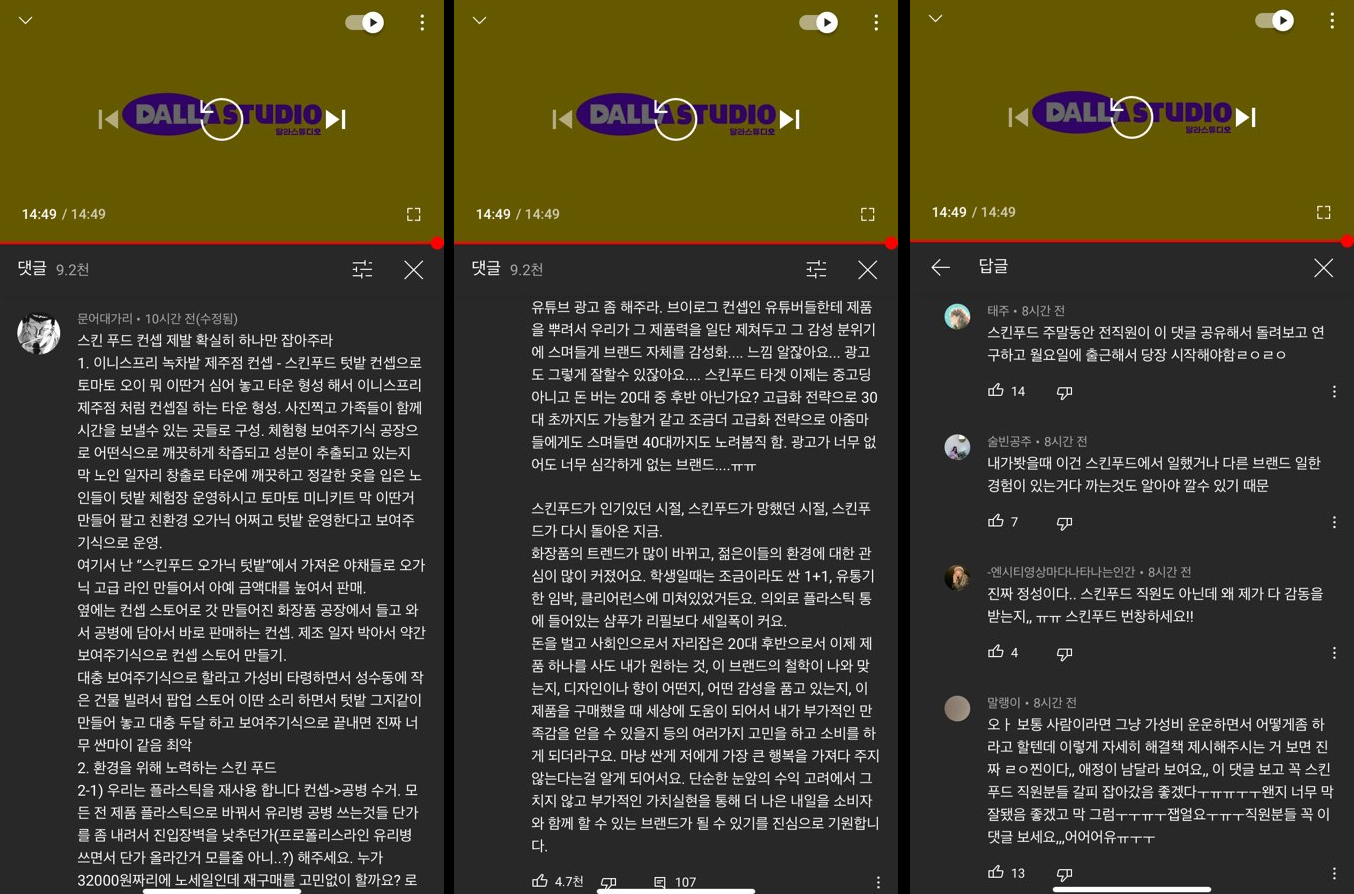 DALLA STUDIO
달라스튜디오
14:49 / 14:49
댓글 9.2천
문어대가리 • 10시간 전(수정됨)
스킨 푸드 컨셉 제발 확실히 하나만 잡아주라
1. 이니스프리 녹차밭 제주점 컨셉 - 스킨푸드 텃밭 컨셉으로
토마토 오이 뭐 이딴거 심어 놓고 타운 형성 해서 이니스프리
제주점 처럼 컨셉질 하는 타운 형성. 사진찍고 가족들이 함께
시간을 보낼수 있는 곳들로 구성. 체험형 보여주기식 공장으
로 어떤식으로 깨끗하게 착즙되고 성분이 추출되고 있는지
막 노인 일자리 창출로 타운에 깨끗하고 정갈한 옷을 입은 노
인들이 텃밭 체험장 운영하시고 토마토 미니키트 막 이딴거
만들어 팔고 친환경 오가닉 어쩌고 텃밭 운영한다고 보여주
기식으로 운영.
여기서 난 “스킨푸드 오가닉 텃밭”에서 가져온 야채들로 오가
닉 고급 라인 만들어서 아예 금액대를 높여서 판매.
옆에는 컨셉 스토어로 갓 만들어진 화장품 공장에서 들고 와
서 공병에 담아서 바로 판매하는 컨셉. 제조 일자 박아서 약간
보여주기식으로 컨셉 스토어 만들기.
대충 보여주기식으로 할라고 가성비 타령하면서 성수동에 작
은 건물 빌려서 팝업 스토어 이딴 소리 하면서 텃밭 그지같이
만들어 놓고 대충 두달 하고 보여주기식으로 끝내면 진짜 너
무 싼마이 같음 최악
2. 환경을 위해 노력하는 스킨 푸드
2-1) 우리는 플라스틱을 재사용 합니다 컨셉->공병 수거. 모
든 전 제품 플라스틱으로 바꿔서 유리병 공병 쓰는것들 단가
를 좀 내려서 진입장벽을 낮추던가(프로폴리스라인 유리병
쓰면서 단가 올라간거 모를줄 아니..?) 해주세요. 누가
32000원짜리에 노세일인데 재구매를 고민없이 할까요? 로
DALLA STUDIO
달라스튜디오
14:49 / 14:49
댓글 9.2천
유튜브 광고 좀 해주라. 브이로그 컨셉인 유튜버들한테 제품
을 뿌려서 우리가 그 제품력을 일단 제쳐두고 그 감성 분위기
에 스며들게 브랜드 자체를 감성화.... 느낌 알잖아요... 광고
도 그렇게 잘할수 있잖아요.... 스킨푸드 타겟 이제는 중고딩
아니고 돈 버는 20대 중 후반 아닌가요? 고급화 전략으로 30
대 초까지도 가능할거 같고 조금더 고급화 전략으로 아줌마
들에게도 스며들면 40대까지도 노려봄직 함. 광고가 너무 없
어도 너무 심각하게 없는 브랜드....ㅠㅠ
스킨푸드가 인기있던 시절, 스킨푸드가 망했던 시절, 스킨푸
드가 다시 돌아온 지금.
화장품의 트렌드가 많이 바뀌고, 젊은이들의 환경에 대한 관
심이 많이 커졌어요. 학생일때는 조금이라도 싼 1+1, 유통기
한 임박, 클리어런스에 미쳐있었거든요. 의외로 플라스틱 통
에 들어있는 샴푸가 리필보다 세일폭이 커요.
돈을 벌고 사회인으로서 자리잡은 20대 후반으로서 이제 제
품 하나를 사도 내가 원하는 것, 이 브랜드의 철학이 나와 맞
는지, 디자인이나 향이 어떤지, 어떤 감성을 품고 있는지, 이
제품을 구매했을 때 세상에 도움이 되어서 내가 부가적인 만
족감을 얻을 수 있을지 등의 여러가지 고민을 하고 소비를 하
게 되더라구요. 마냥 싼게 저에게 가장 큰 행복을 가져다 주지
않는다는걸 알게 되어서요. 단순한 눈앞의 수익 고려에서 그
치지 않고 부가적인 가치실현을 통해 더 나은 내일을 소비자
와 함께 할 수 있는 브랜드가 될 수 있기를 진심으로 기원합니
다.
4.7천 107
DALLA STUDIO
달라스튜디오
14:49 / 14:49
답글
태주 • 8시간 전
스킨푸드 주말동안 전직원이 이 댓글 공유해서 돌려보고 연
구하고 월요일에 출근해서 당장 시작해야함ㄹㅇㄹㅇ
14
술빈공주 • 8시간 전
내가봣을때 이건 스킨푸드에서 일했거나 다른 브랜드 일한
경험이 있는거다 까는것도 알아야 깔수 있기 때문
7
-엔시티영상마다나타나는인간 • 8시간 전
진짜 정성이다.. 스킨푸드 직원도 아닌데 왜 제가 다 감동을
받는지,, ㅠㅠ 스킨푸드 번창하세요!!
4
말랭이 • 8시간 전
오ㅏ 보통 사람이라면 그냥 가성비 운운하면서 어떻게좀 하
라고 할텐데 이렇게 자세히 해결책 제시해주시는 거 보면 진
짜 ㄹㅇ찐이다,, 애정이 남달라 보여요,, 이 댓글 보고 꼭 스킨
푸드 직원분들 갈피 잡아갔음 좋겠다ㅜㅠㅠㅜㅜ왠지 너무 막
잘됐음 좋겠고 막 그럼ㅜㅜㅠㅜ잽얼요ㅜㅠㅜ직원분들 꼭 이
댓글 보세요,,,어어어유ㅠㅜㅜ
13